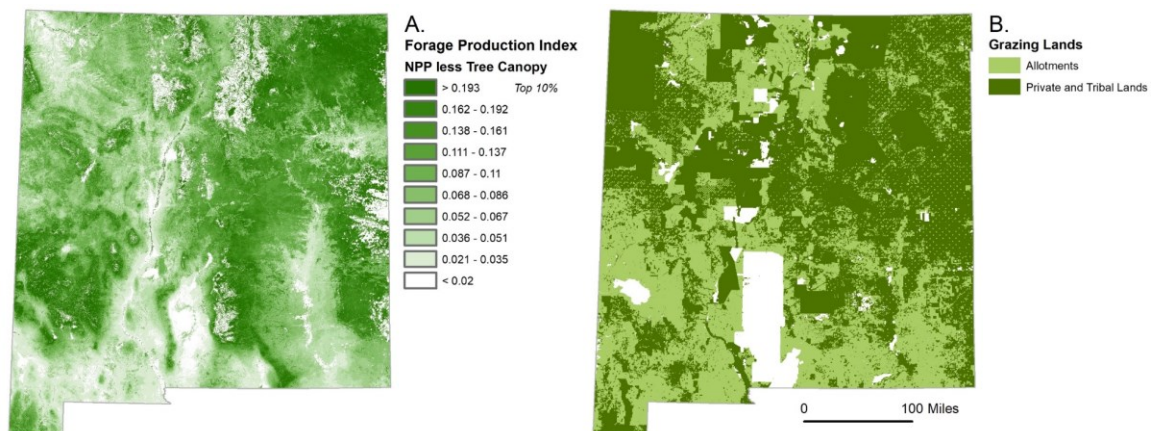 A.
Forage Production Index
NPP less Tree Canopy
> 0.193 Top 10%
0.162 - 0.192
0.138 - 0.161
0.111 - 0.137
0.087 - 0.11
0.068 - 0.086
0.052 - 0.067
0.036 - 0.051
0.021 - 0.035
< 0.02
B.
Grazing Lands
Allotments
Private and Tribal Lands
0 100 Miles